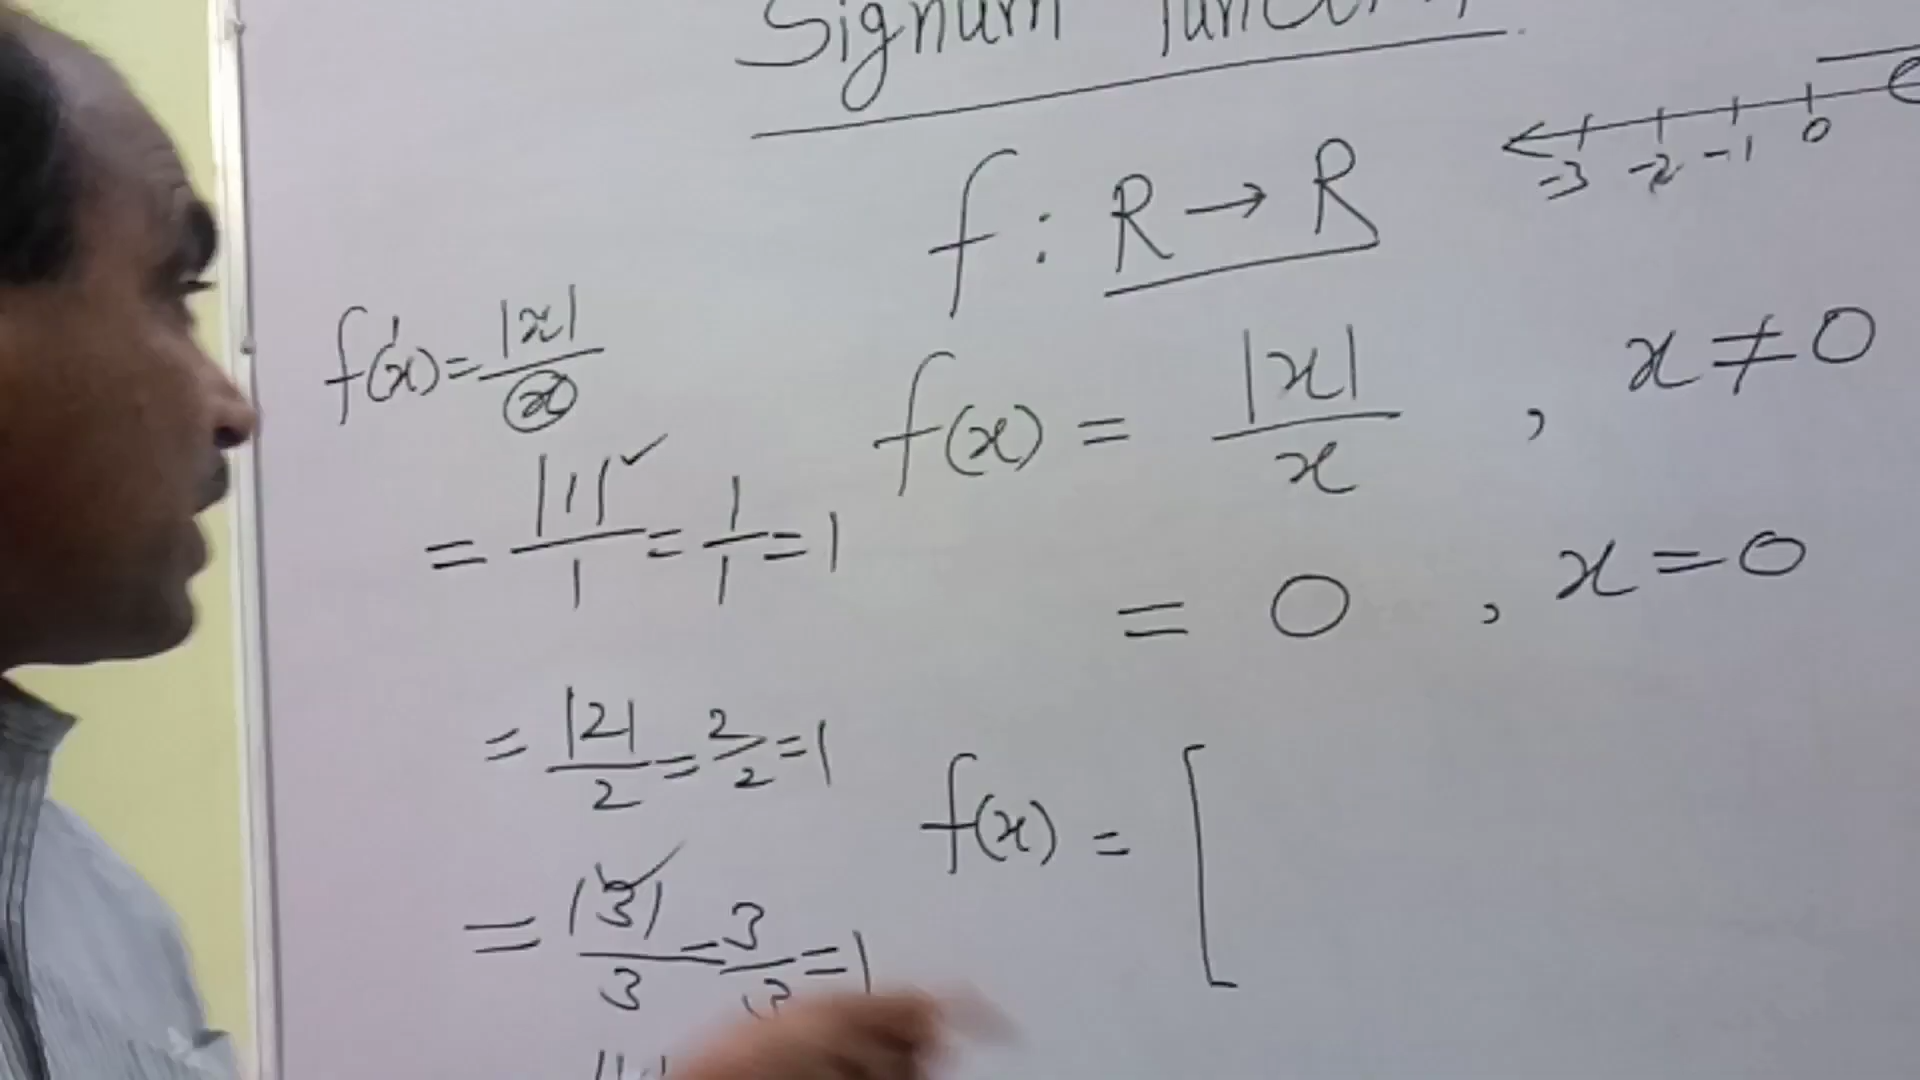 Signum function
-3 -2 -1 0
f : R → R
f(x) = |x| / x , x ≠ 0
= 0 , x = 0
f(x) = [
f(x) = |x| / x
= |1| / 1 = 1 / 1 = 1
= |2| / 2 = 2 / 2 = 1
= |3| / 3 = 3 / 3 = 1